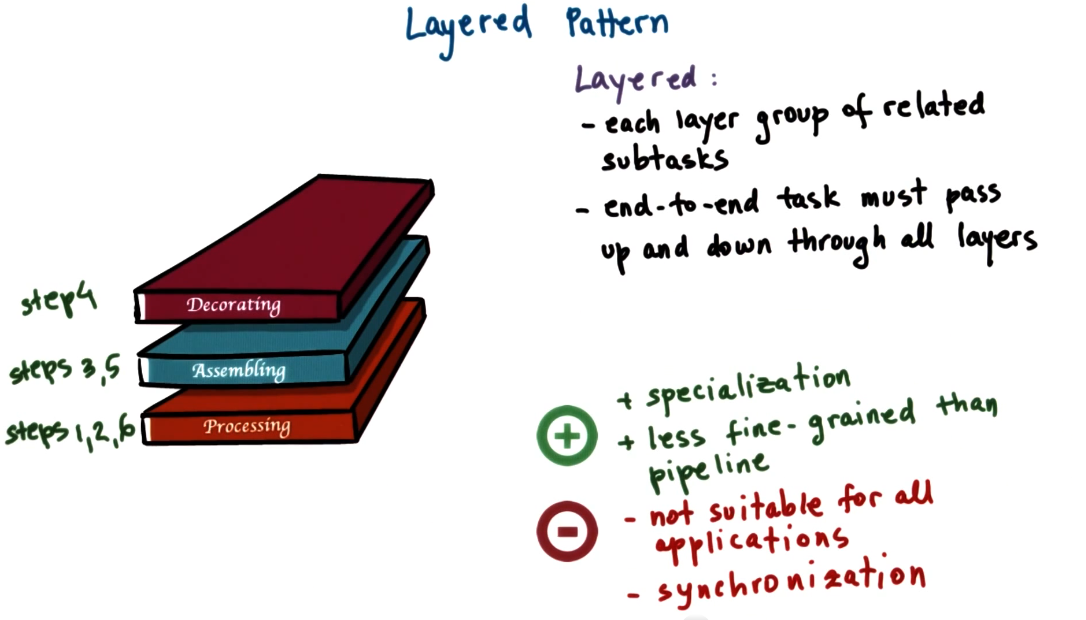 Layered Pattern
Layered :
- each layer group of related
subtasks
- end-to-end task must pass
up and down through all layers
step4
Decorating
steps 3,5
Assembling
steps 1,2,6
Processing
+ specialization
+ less fine-grained than
pipeline
- not suitable for all
applications
- synchronization